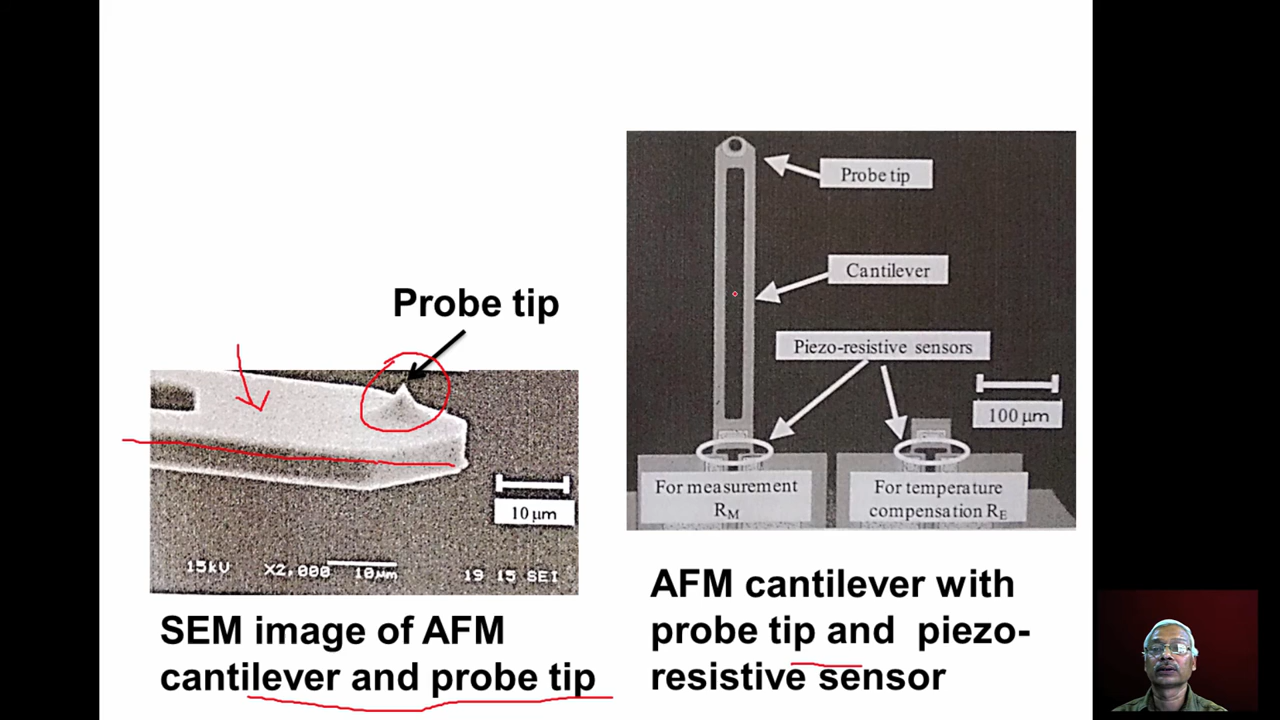 Probe tip
10 µm
15kV X2,000 10µm 19 15 SEI
SEM image of AFM
cantilever and probe tip
Probe tip
Cantilever
Piezo-resistive sensors
100 µm
For measurement
RM
For temperature
compensation RE
AFM cantilever with
probe tip and piezo-
resistive sensor